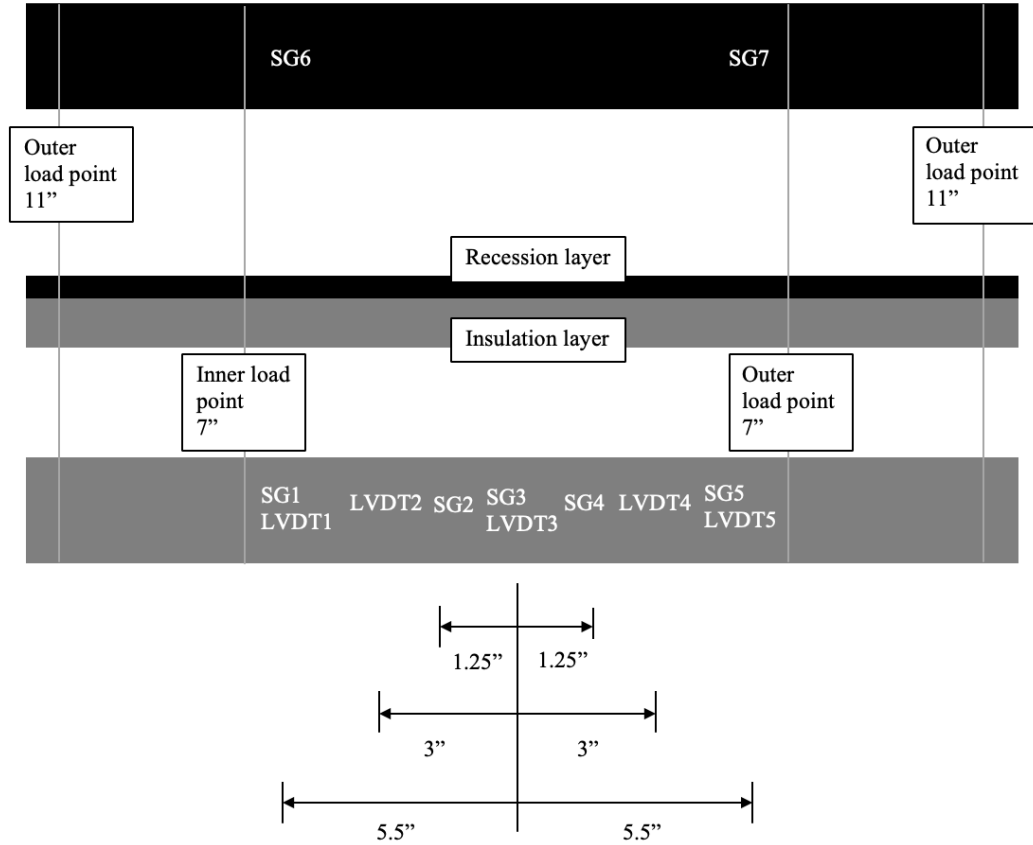 SG6
SG7
Outer
load point
11”
Outer
load point
11”
Recession layer
Insulation layer
Inner load
point
7”
Outer
load point
7”
SG1
LVDT1
LVDT2
SG2
SG3
LVDT3
SG4
LVDT4
SG5
LVDT5
1.25”
1.25”
3”
3”
5.5”
5.5”